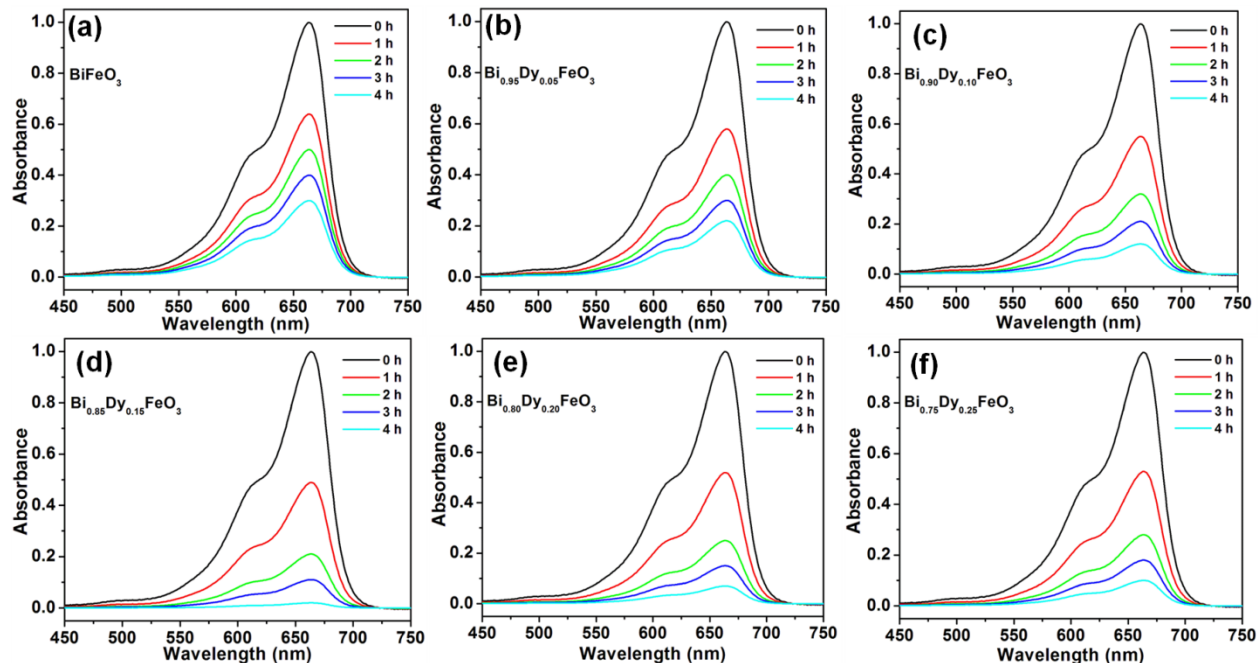 (a)
BiFeO₃
0 h
1 h
2 h
3 h
4 h
Absorbance
1.0
0.8
0.6
0.4
0.2
0.0
450 500 550 600 650 700 750
Wavelength (nm)
(b)
Bi₀.₉₅Dy₀.₀₅FeO₃
0 h
1 h
2 h
3 h
4 h
Absorbance
1.0
0.8
0.6
0.4
0.2
0.0
450 500 550 600 650 700 750
Wavelength (nm)
(c)
Bi₀.₉₀Dy₀.₁₀FeO₃
0 h
1 h
2 h
3 h
4 h
Absorbance
1.0
0.8
0.6
0.4
0.2
0.0
450 500 550 600 650 700 750
Wavelength (nm)
(d)
Bi₀.₈₅Dy₀.₁₅FeO₃
0 h
1 h
2 h
3 h
4 h
Absorbance
1.0
0.8
0.6
0.4
0.2
0.0
450 500 550 600 650 700 750
Wavelength (nm)
(e)
Bi₀.₈₀Dy₀.₂₀FeO₃
0 h
1 h
2 h
3 h
4 h
Absorbance
1.0
0.8
0.6
0.4
0.2
0.0
450 500 550 600 650 700 750
Wavelength (nm)
(f)
Bi₀.₇₅Dy₀.₂₅FeO₃
0 h
1 h
2 h
3 h
4 h
Absorbance
1.0
0.8
0.6
0.4
0.2
0.0
450 500 550 600 650 700 750
Wavelength (nm)